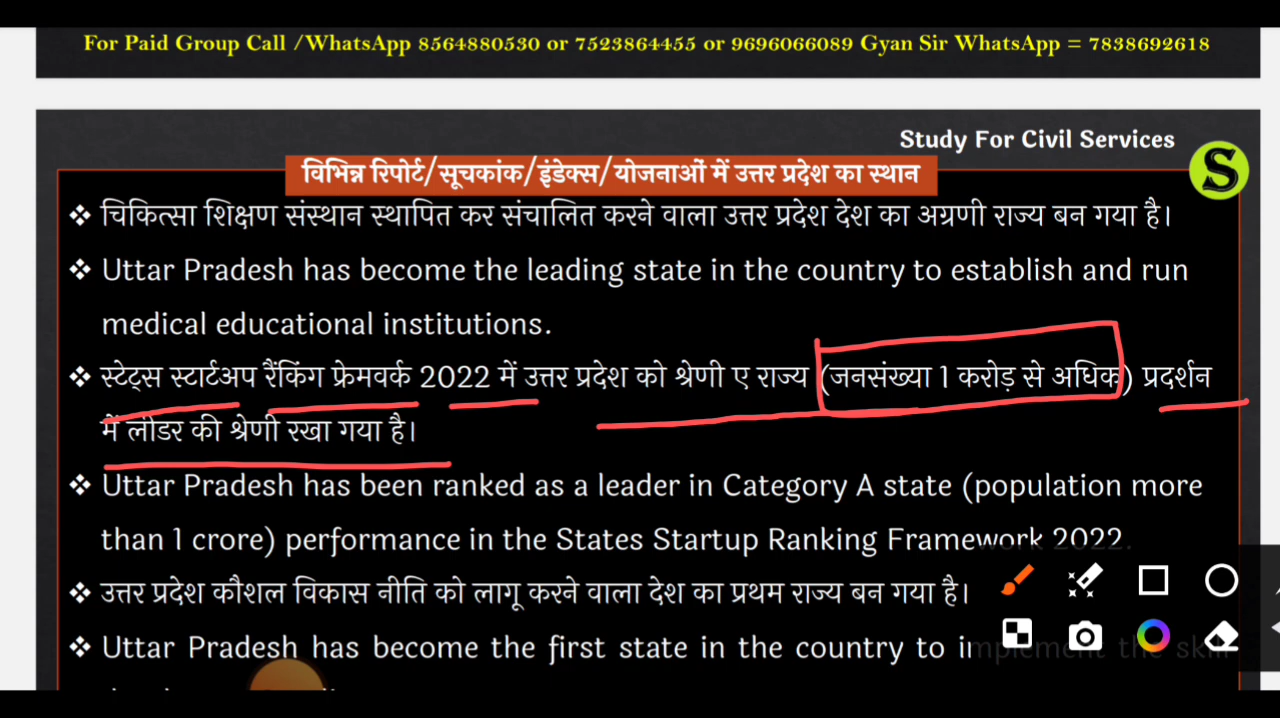 For Paid Group Call /WhatsApp 8564880530 or 7523864455 or 9696066089 Gyan Sir WhatsApp = 7838692618
Study For Civil Services
S
विभिन्न रिपोर्ट/सूचकांक/इंडेक्स/योजनाओं में उत्तर प्रदेश का स्थान
❖ चिकित्सा शिक्षण संस्थान स्थापित कर संचालित करने वाला उत्तर प्रदेश देश का अग्रणी राज्य बन गया है।
❖ Uttar Pradesh has become the leading state in the country to establish and run
medical educational institutions.
❖ स्टेट्स स्टार्टअप रैंकिंग फ्रेमवर्क 2022 में उत्तर प्रदेश को श्रेणी ए राज्य (जनसंख्या 1 करोड़ से अधिक) प्रदर्शन
में लीडर की श्रेणी रखा गया है।
❖ Uttar Pradesh has been ranked as a leader in Category A state (population more
than 1 crore) performance in the States Startup Ranking Framework 2022.
❖ उत्तर प्रदेश कौशल विकास नीति को लागू करने वाला देश का प्रथम राज्य बन गया है।
❖ Uttar Pradesh has become the first state in the country to implement the skill